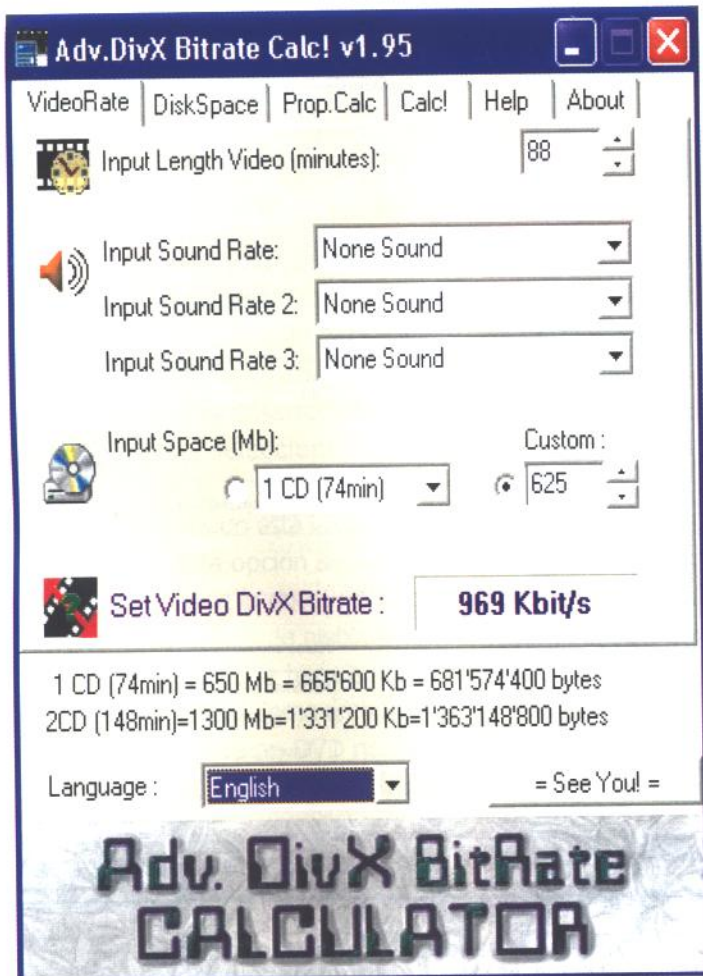 Adv.DivX Bitrate Calc! v1.95
VideoRate DiskSpace Prop.Calc Calc! Help About
Input Length Video (minutes): 88
Input Sound Rate: None Sound
Input Sound Rate 2: None Sound
Input Sound Rate 3: None Sound
Input Space (Mb): Custom :
1 CD (74min) 625
Set Video DivX Bitrate : 969 Kbit/s
1 CD (74min) = 650 Mb = 665'600 Kb = 681'574'400 bytes
2CD (148min)=1300 Mb=1'331'200 Kb=1'363'148'800 bytes
Language : English = See You! =
Adv. DivX BitRate
CALCULATOR